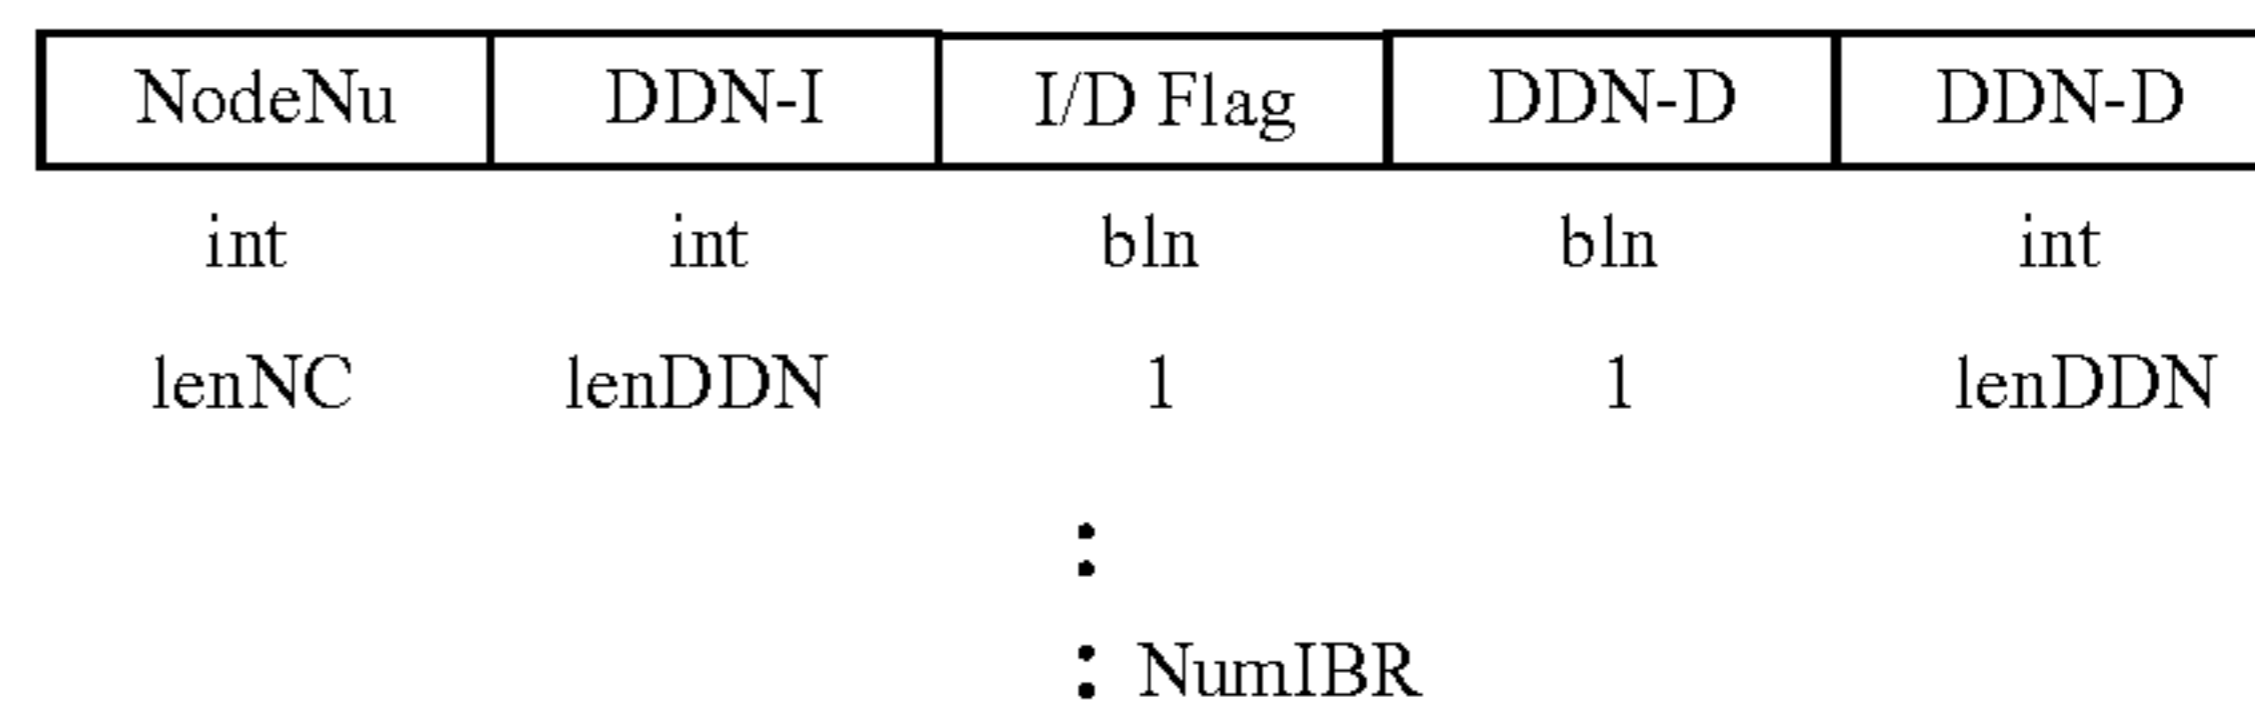 NodeNu DDN-I I/D Flag DDN-D DDN-D
int int bln bln int
lenNC lenDDN 1 1 lenDDN
NumIBR